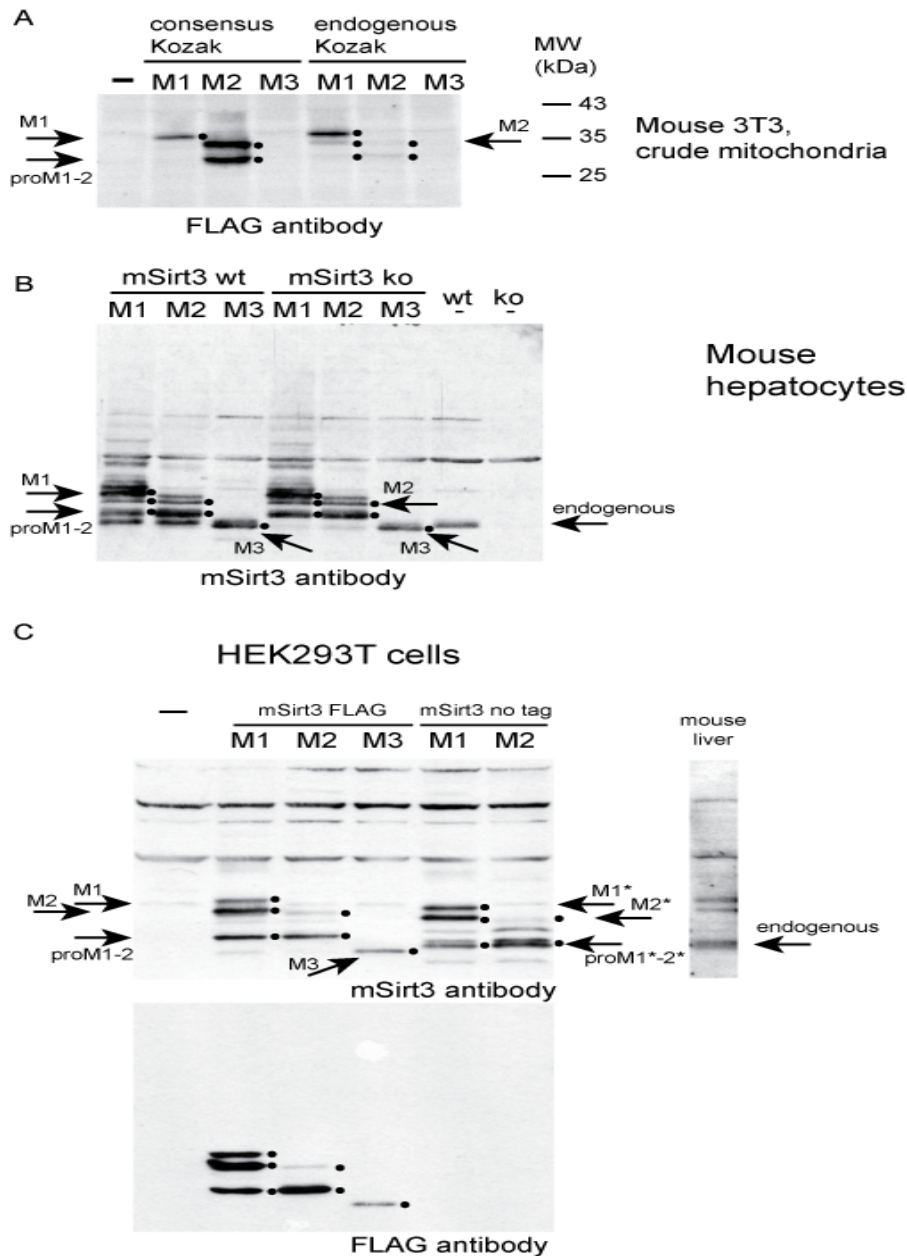 A
consensus Kozak
endogenous Kozak
MW (kDa)
– M1 M2 M3 M1 M2 M3
43
35
25
M1
proM1-2
M2
Mouse 3T3, crude mitochondria
FLAG antibody
B
mSirt3 wt
mSirt3 ko
wt ko
M1 M2 M3 M1 M2 M3 - -
Mouse hepatocytes
M1
proM1-2
M2
endogenous
M3
M3
mSirt3 antibody
C
HEK293T cells
—
mSirt3 FLAG
mSirt3 no tag
mouse liver
M1 M2 M3 M1 M2
M1
M2
proM1-2
M3
M1*
M2*
proM1*-2*
endogenous
mSirt3 antibody
FLAG antibody